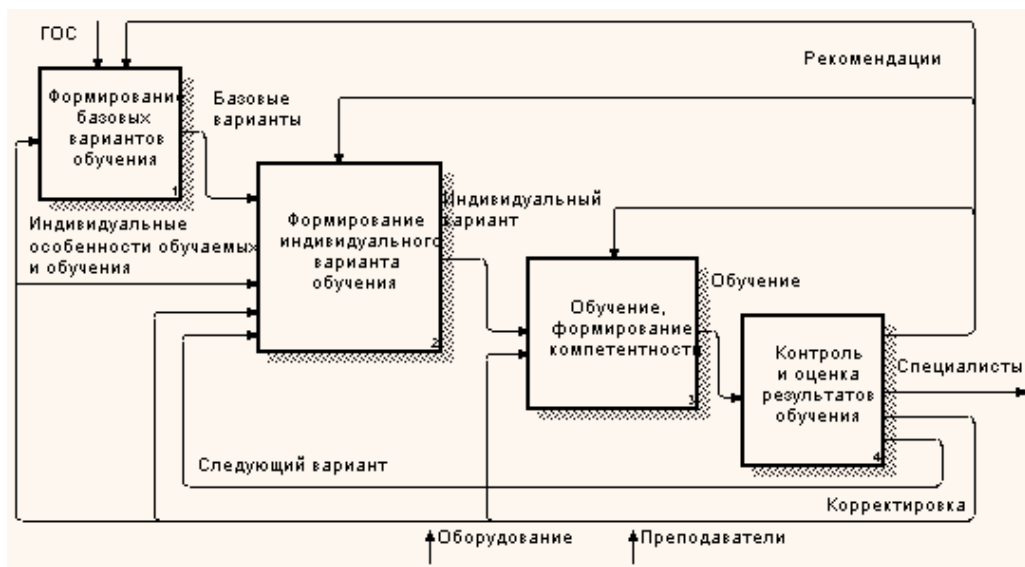 ГОС
Рекомендации
Формирование
базовых
вариантов
обучения
1
Базовые
варианты
Индивидуальные
особенности обучаемых
и обучения
Формирование
индивидуального
варианта
обучения
2
Индивидуальный
вариант
Обучение,
формирование
компетентности
3
Обучение
Контроль
и оценка
результатов
обучения
4
Специалисты
Следующий вариант
Корректировка
Оборудование
Преподаватели